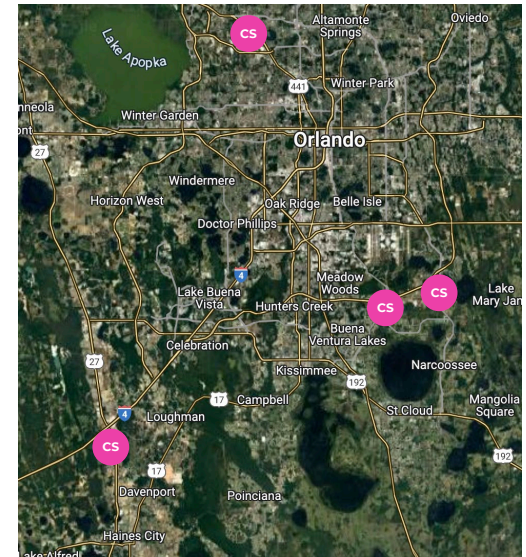 CS
Altamonte
Springs
Oviedo
Lake Apopka
441
Winter Park
nneola
Winter Garden
ont
Orlando
27
Windermere
Horizon West
Oak Ridge
Belle Isle
Doctor Phillips
4
Meadow
Woods
Lake Buena
Vista
Hunters Creek
CS
CS
Lake
Mary Jan
Buena
Ventura Lakes
Celebration
27
Kissimmee
Narcoossee
192
17
Campbell
St Cloud
Mangolia
Square
4
Loughman
CS
192
17
Davenport
Poinciana
Haines City
Lake Alfred